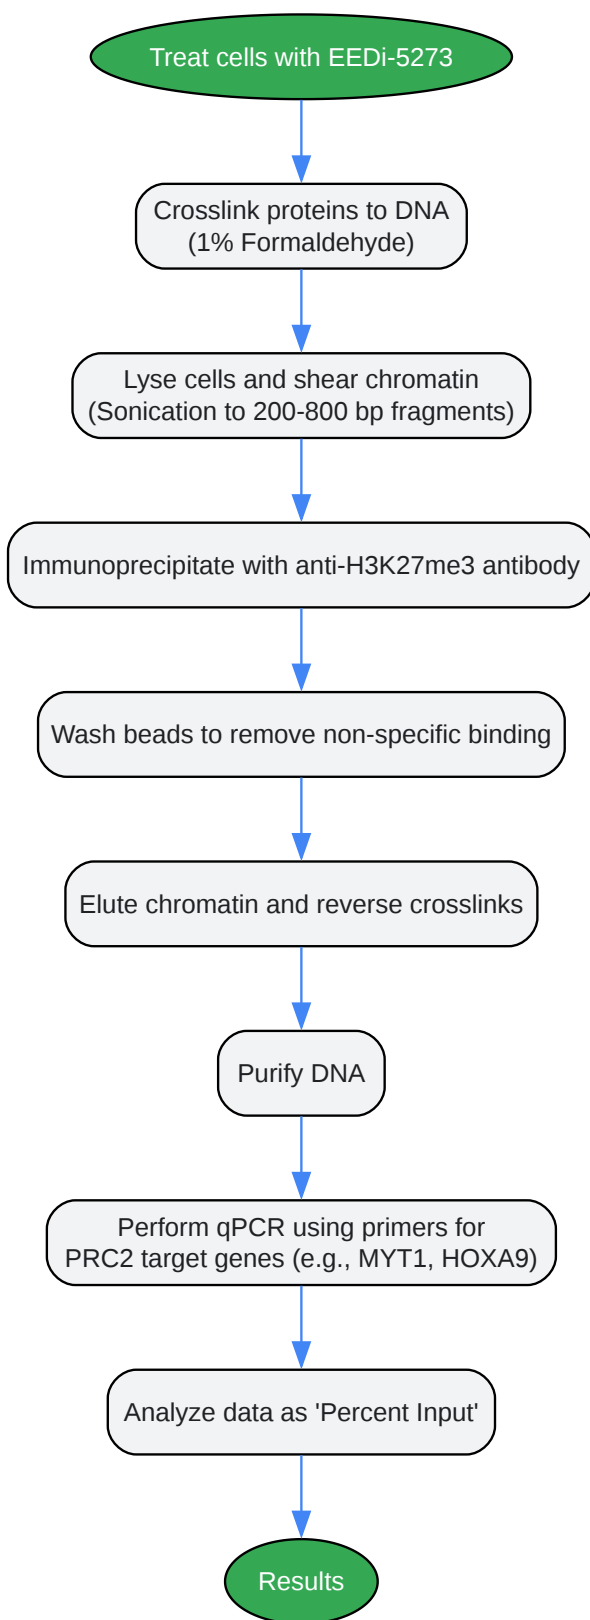 Treat cells with EEDi-5273
Crosslink proteins to DNA
(1% Formaldehyde)
Lyse cells and shear chromatin
(Sonication to 200-800 bp fragments)
Immunoprecipitate with anti-H3K27me3 antibody
Wash beads to remove non-specific binding
Elute chromatin and reverse crosslinks
Purify DNA
Perform qPCR using primers for
PRC2 target genes (e.g., MYT1, HOXA9)
Analyze data as 'Percent Input'
Results